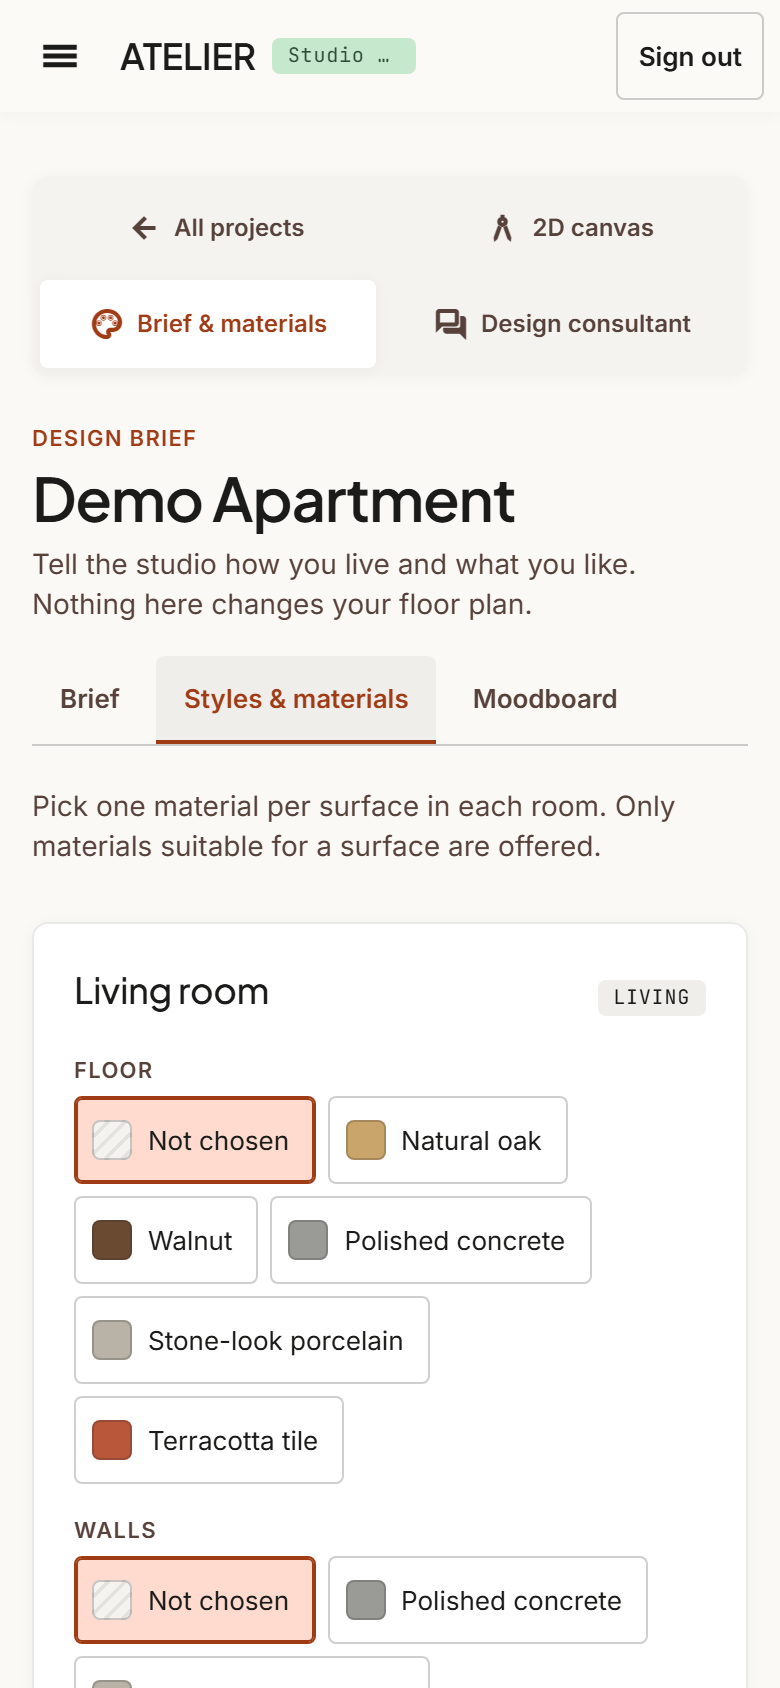 ATELIER
Studio …
Sign out
All projects
2D canvas
Brief & materials
Design consultant
DESIGN BRIEF
Demo Apartment
Tell the studio how you live and what you like.
Nothing here changes your floor plan.
Brief
Styles & materials
Moodboard
Pick one material per surface in each room. Only
materials suitable for a surface are offered.
Living room
LIVING
FLOOR
Not chosen
Natural oak
Walnut
Polished concrete
Stone-look porcelain
Terracotta tile
WALLS
Not chosen
Polished concrete